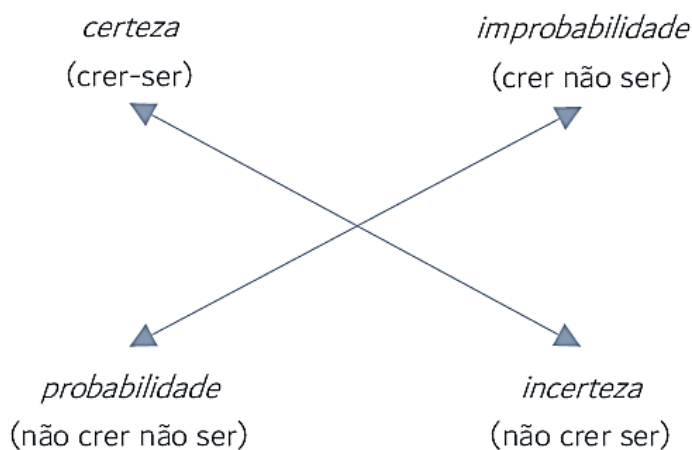 certeza
(crer-ser)
improbabilidade
(crer não ser)
probabilidade
(não crer não ser)
incerteza
(não crer ser)